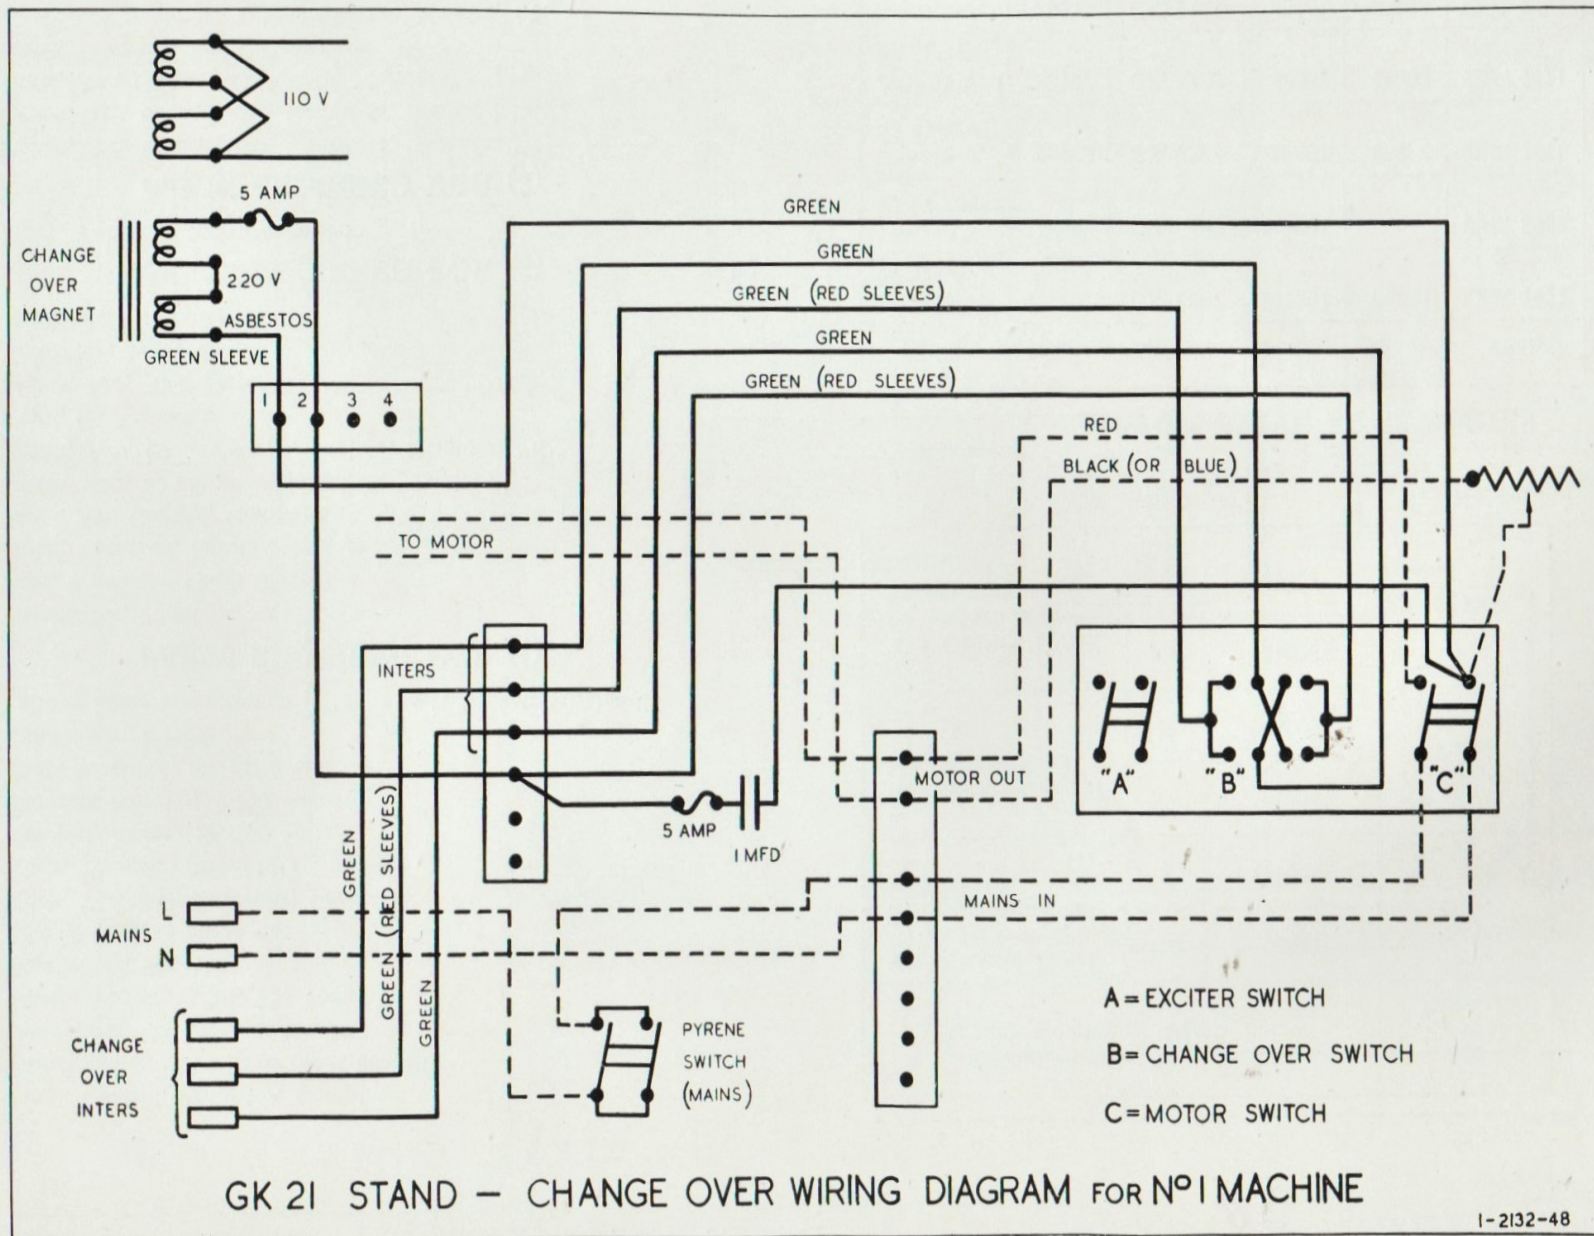 110 V
5 AMP
CHANGE
OVER
MAGNET
220 V
ASBESTOS
GREEN SLEEVE
1 2 3 4
GREEN
GREEN
GREEN (RED SLEEVES)
GREEN
GREEN (RED SLEEVES)
RED
BLACK (OR BLUE)
TO MOTOR
INTERS
MOTOR OUT
"A"
"B"
"C"
5 AMP
1 MFD
GREEN
GREEN (RED SLEEVES)
GREEN
MAINS
L
N
MAINS IN
CHANGE
OVER
INTERS
PYRENE
SWITCH
(MAINS)
A = EXCITER SWITCH
B = CHANGE OVER SWITCH
C = MOTOR SWITCH
GK 21 STAND — CHANGE OVER WIRING DIAGRAM FOR Nº 1 MACHINE
1-2132-48